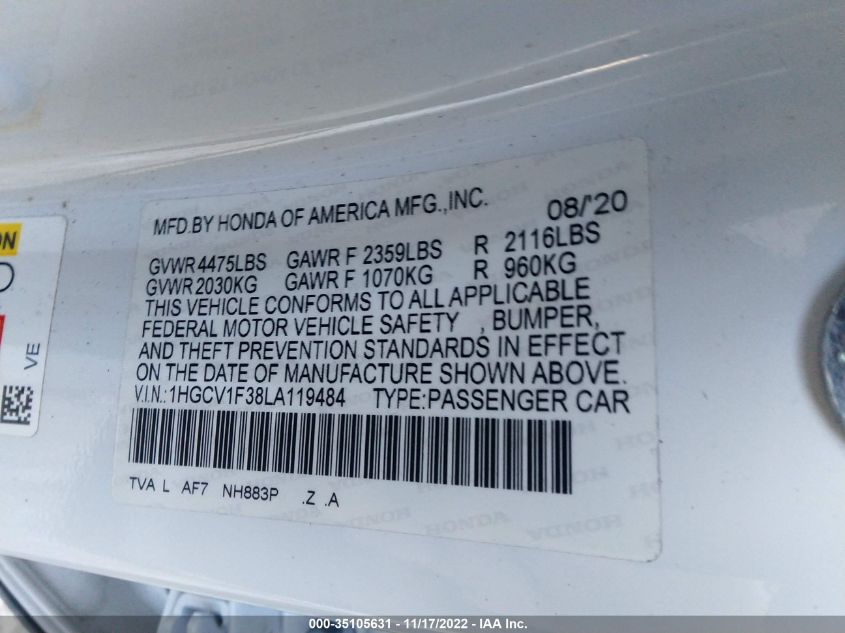 MFD.BY HONDA OF AMERICA MFG.,INC. 08/'20
GVWR 4475LBS GAWR F 2359LBS R 2116LBS
GVWR 2030KG GAWR F 1070KG R 960KG
THIS VEHICLE CONFORMS TO ALL APPLICABLE
FEDERAL MOTOR VEHICLE SAFETY , BUMPER,
AND THEFT PREVENTION STANDARDS IN EFFECT
ON THE DATE OF MANUFACTURE SHOWN ABOVE.
V.I.N.:1HGCV1F38LA119484 TYPE:PASSENGER CAR
TVA L AF7 NH883P .Z .A
VE
HONDA
HONDA
000-35105631 - 11/17/2022 - IAA Inc.